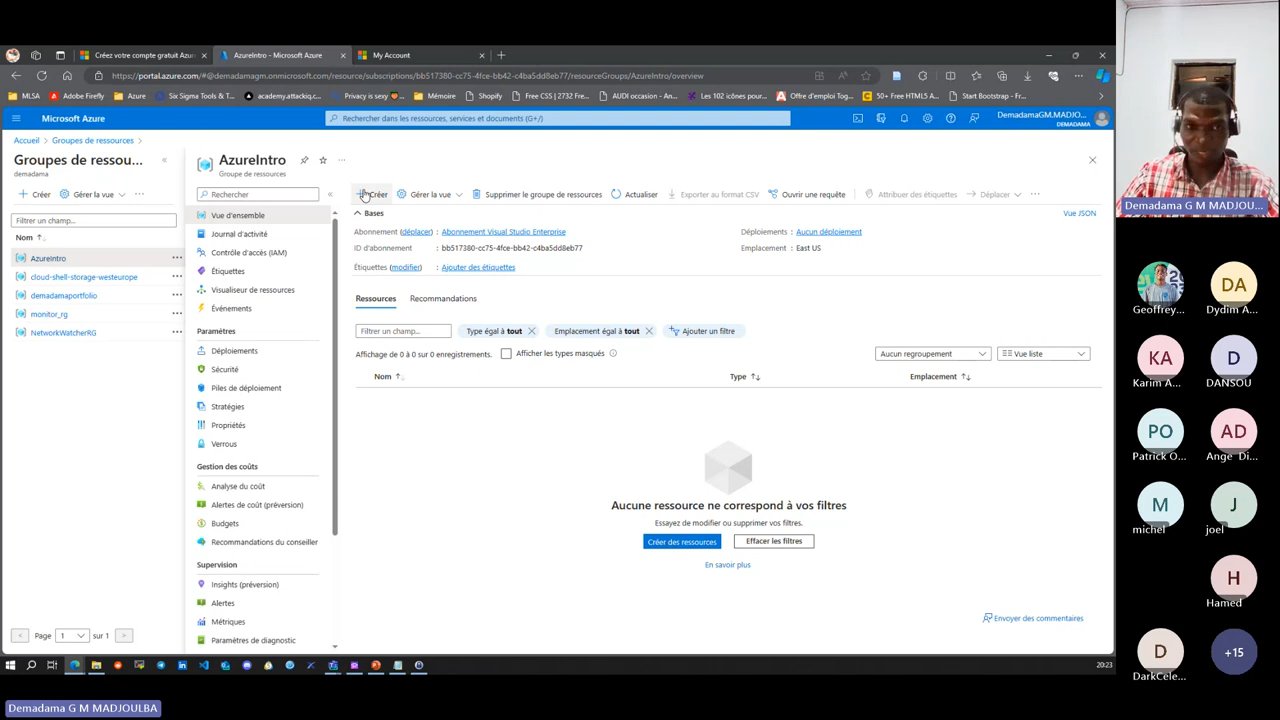 Créez votre compte gratuit Azur
AzureIntro - Microsoft Azure
My Account
https://portal.azure.com/#@demadamagm.onmicrosoft.com/resource/subscriptions/bb517380-cc75-4fce-bb42-c4ba5dd8eb77/resourceGroups/AzureIntro/overview
MLSA
Adobe Firefly
Azure
Six Sigma Tools & T...
academy.attackiq.c...
Privacy is sexy
Mémoire
Shopify
Free CSS | 2732 Free...
AUDI occasion - An...
Les 102 icônes pour...
Offre d'emploi Tog...
50+ Free HTML5 A...
Start Bootstrap - Fr...
Microsoft Azure
Rechercher dans les ressources, services et documents (G+/)
DemadamaGM.MADJO...
DEMADAMA
Accueil > Groupes de ressources >
Groupes de ressou...
demadama
Créer
Gérer la vue
Filtrer un champ...
Nom
AzureIntro
cloud-shell-storage-westeurope
demadamaportfolio
monitor_rg
NetworkWatcherRG
Page 1 sur 1
AzureIntro
Groupe de ressources
Rechercher
Vue d'ensemble
Journal d'activité
Contrôle d'accès (IAM)
Étiquettes
Visualiseur de ressources
Événements
Paramètres
Déploiements
Sécurité
Piles de déploiement
Stratégies
Propriétés
Verrous
Gestion des coûts
Analyse du coût
Alertes de coût (préversion)
Budgets
Recommandations du conseiller
Supervision
Insights (préversion)
Alertes
Métriques
Paramètres de diagnostic
Créer
Gérer la vue
Supprimer le groupe de ressources
Actualiser
Exporter au format CSV
Ouvrir une requête
Attribuer des étiquettes
Déplacer
Bases
Vue JSON
Abonnement (déplacer) : Abonnement Visual Studio Enterprise
Déploiements : Aucun déploiement
ID d'abonnement : bb517380-cc75-4fce-bb42-c4ba5dd8eb77
Emplacement : East US
Étiquettes (modifier) : Ajouter des étiquettes
Ressources
Recommandations
Filtrer un champ...
Type égal à tout
Emplacement égal à tout
Ajouter un filtre
Affichage de 0 à 0 sur 0 enregistrements.
Afficher les types masqués
Aucun regroupement
Vue liste
Nom
Type
Emplacement
Aucune ressource ne correspond à vos filtres
Essayez de modifier ou supprimer vos filtres.
Créer des ressources
Effacer les filtres
En savoir plus
Envoyer des commentaires
20:23
Demadama G M MADJOU...
Geoffrey...
DA
Dydim A...
KA
Karim A...
D
DANSOU
PO
Patrick O...
AD
Ange Di...
M
michel
J
joel
H
Hamed
D
DarkCele...
+15
Demadama G M MADJOULBA